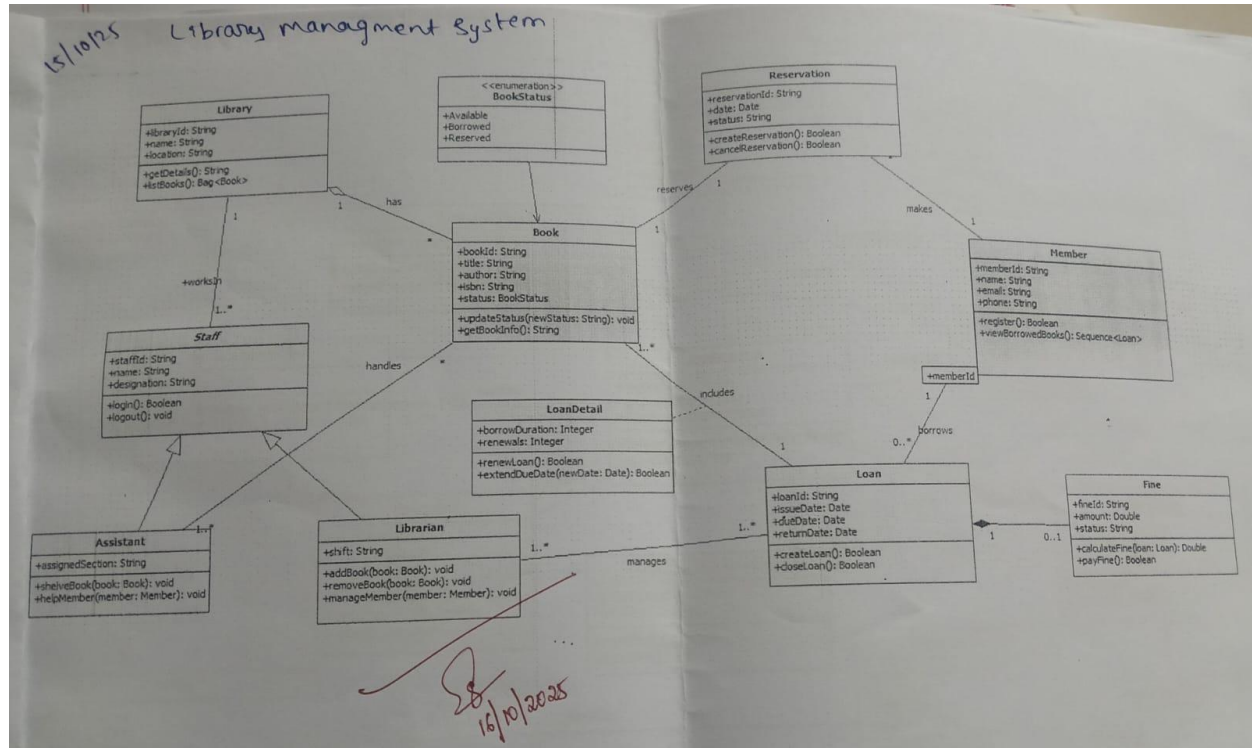 15/10/25 Library managment System
Library
+libraryId: String
+name: String
+location: String
+getDetails(): String
+listBooks(): Bag<Book>
<<enumeration>>
BookStatus
+Available
+Borrowed
+Reserved
Reservation
+reservationId: String
+date: Date
+status: String
+createReservation(): Boolean
+cancelReservation(): Boolean
1
has
*
1
+worksIn
1..*
reserves
1
1
*
makes
1
Book
+bookId: String
+title: String
+author: String
+isbn: String
+status: BookStatus
+updateStatus(newStatus: String): void
+getBookInfo(): String
Member
+memberId: String
+name: String
+email: String
+phone: String
+register(): Boolean
+viewBorrowedBooks(): Sequence<Loan>
+memberId
1
borrows
0..*
Staff
+staffId: String
+name: String
+designation: String
+login(): Boolean
+logout(): void
handles
*
1..*
1..*
includes
1
LoanDetail
+borrowDuration: Integer
+renewals: Integer
+renewLoan(): Boolean
+extendDueDate(newDate: Date): Boolean
Loan
+loanId: String
+issueDate: Date
+dueDate: Date
+returnDate: Date
+createLoan(): Boolean
+closeLoan(): Boolean
1
0..1
Fine
+fineId: String
+amount: Double
+status: String
+calculateFine(loan: Loan): Double
+payFine(): Boolean
Assistant
+assignedSection: String
+shelveBook(book: Book): void
+helpMember(member: Member): void
Librarian
+shift: String
+addBook(book: Book): void
+removeBook(book: Book): void
+manageMember(member: Member): void
1..*
manages
1..*
...
16/10/2025